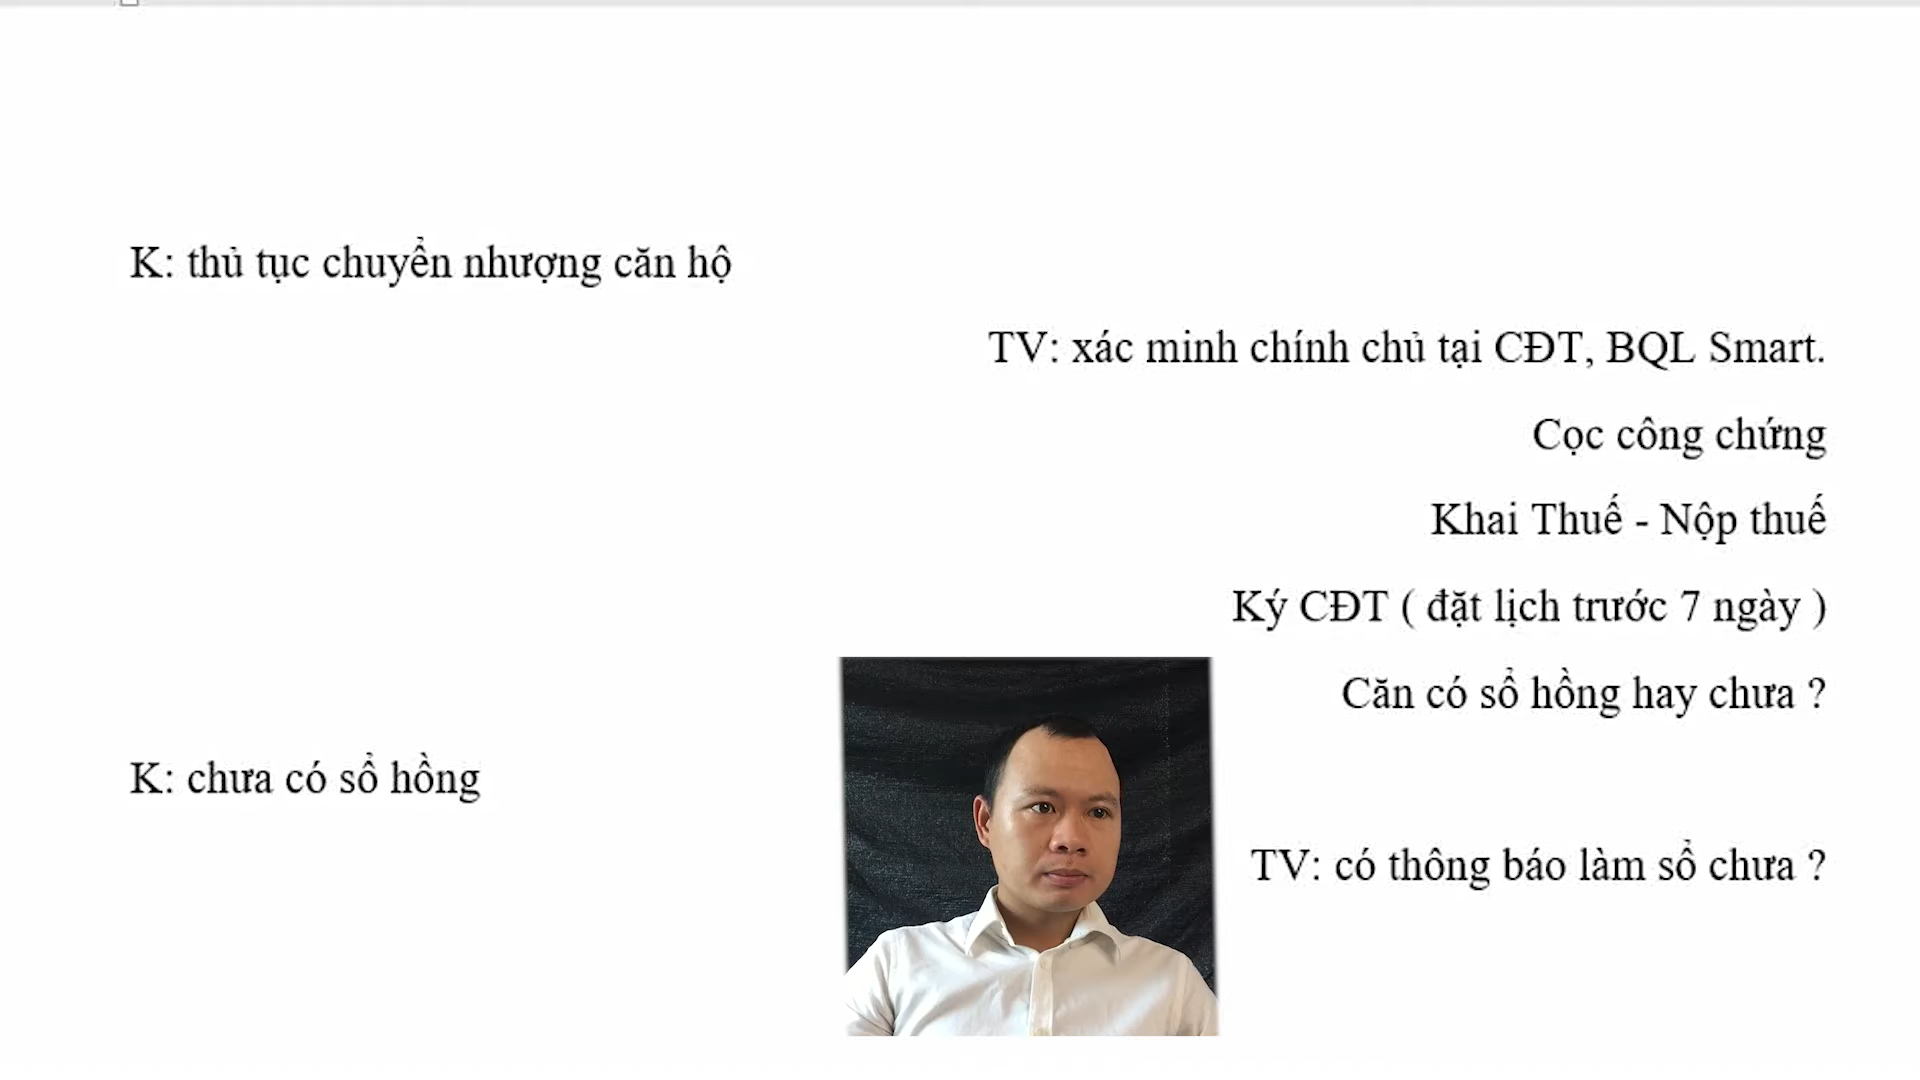 K: thủ tục chuyển nhượng căn hộ
TV: xác minh chính chủ tại CĐT, BQL Smart.
Cọc công chứng
Khai Thuế - Nộp thuế
Ký CĐT ( đặt lịch trước 7 ngày )
Căn có sổ hồng hay chưa ?
K: chưa có sổ hồng
TV: có thông báo làm sổ chưa ?